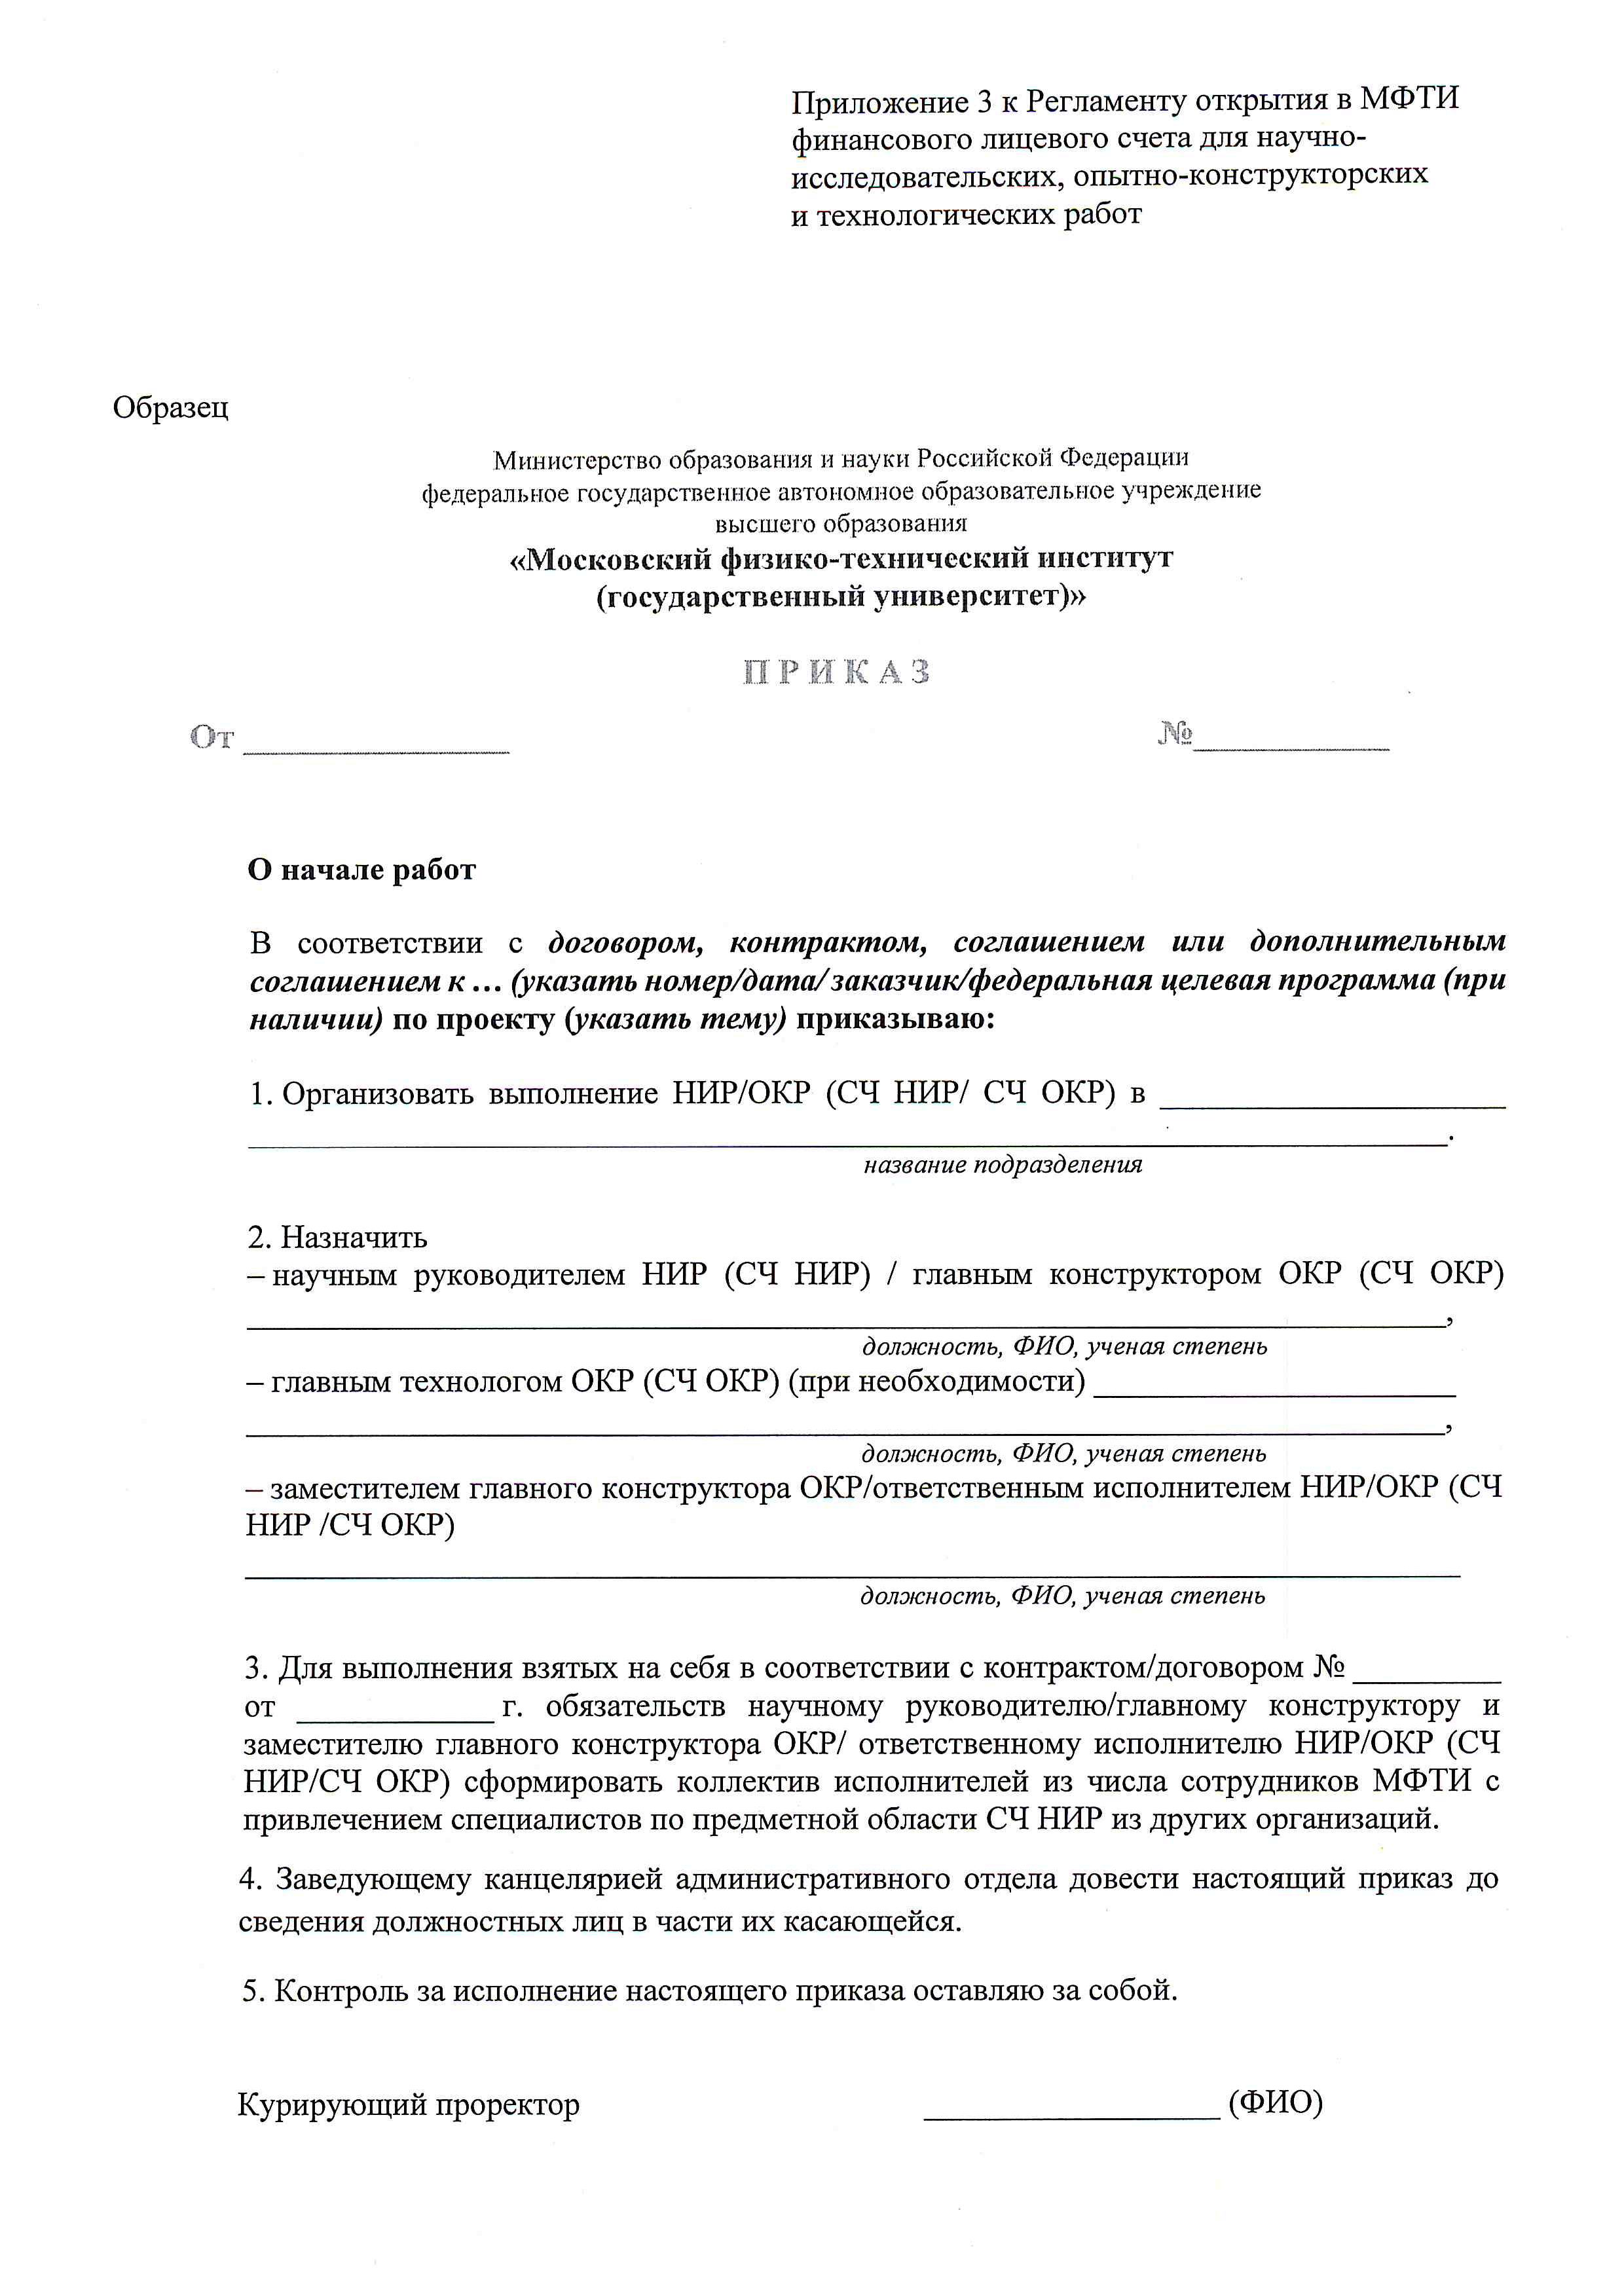 Приложение 3 к Регламенту открытия в МФТИ
финансового лицевого счета для научно-
исследовательских, опытно-конструкторских
и технологических работ
Образец
Министерство образования и науки Российской Федерации
федеральное государственное автономное образовательное учреждение
высшего образования
«Московский физико-технический институт
(государственный университет)»
П Р И К А З
От ________________ №____________
О начале работ
В соответствии с договором, контрактом, соглашением или дополнительным
соглашением к … (указать номер/дата/ заказчик/федеральная целевая программа (при
наличии) по проекту (указать тему) приказываю:
1. Организовать выполнение НИР/ОКР (СЧ НИР/ СЧ ОКР) в _____________________
__________________________________________________________________________.
название подразделения
2. Назначить
– научным руководителем НИР (СЧ НИР) / главным конструктором ОКР (СЧ ОКР)
__________________________________________________________________________,
должность, ФИО, ученая степень
– главным технологом ОКР (СЧ ОКР) (при необходимости) ______________________
__________________________________________________________________________,
должность, ФИО, ученая степень
– заместителем главного конструктора ОКР/ответственным исполнителем НИР/ОКР (СЧ
НИР /СЧ ОКР)
___________________________________________________________________________
должность, ФИО, ученая степень
3. Для выполнения взятых на себя в соответствии с контрактом/договором № _________
от ____________ г. обязательств научному руководителю/главному конструктору и
заместителю главного конструктора ОКР/ ответственному исполнителю НИР/ОКР (СЧ
НИР/СЧ ОКР) сформировать коллектив исполнителей из числа сотрудников МФТИ с
привлечением специалистов по предметной области СЧ НИР из других организаций.
4. Заведующему канцелярией административного отдела довести настоящий приказ до
сведения должностных лиц в части их касающейся.
5. Контроль за исполнение настоящего приказа оставляю за собой.
Курирующий проректор __________________ (ФИО)